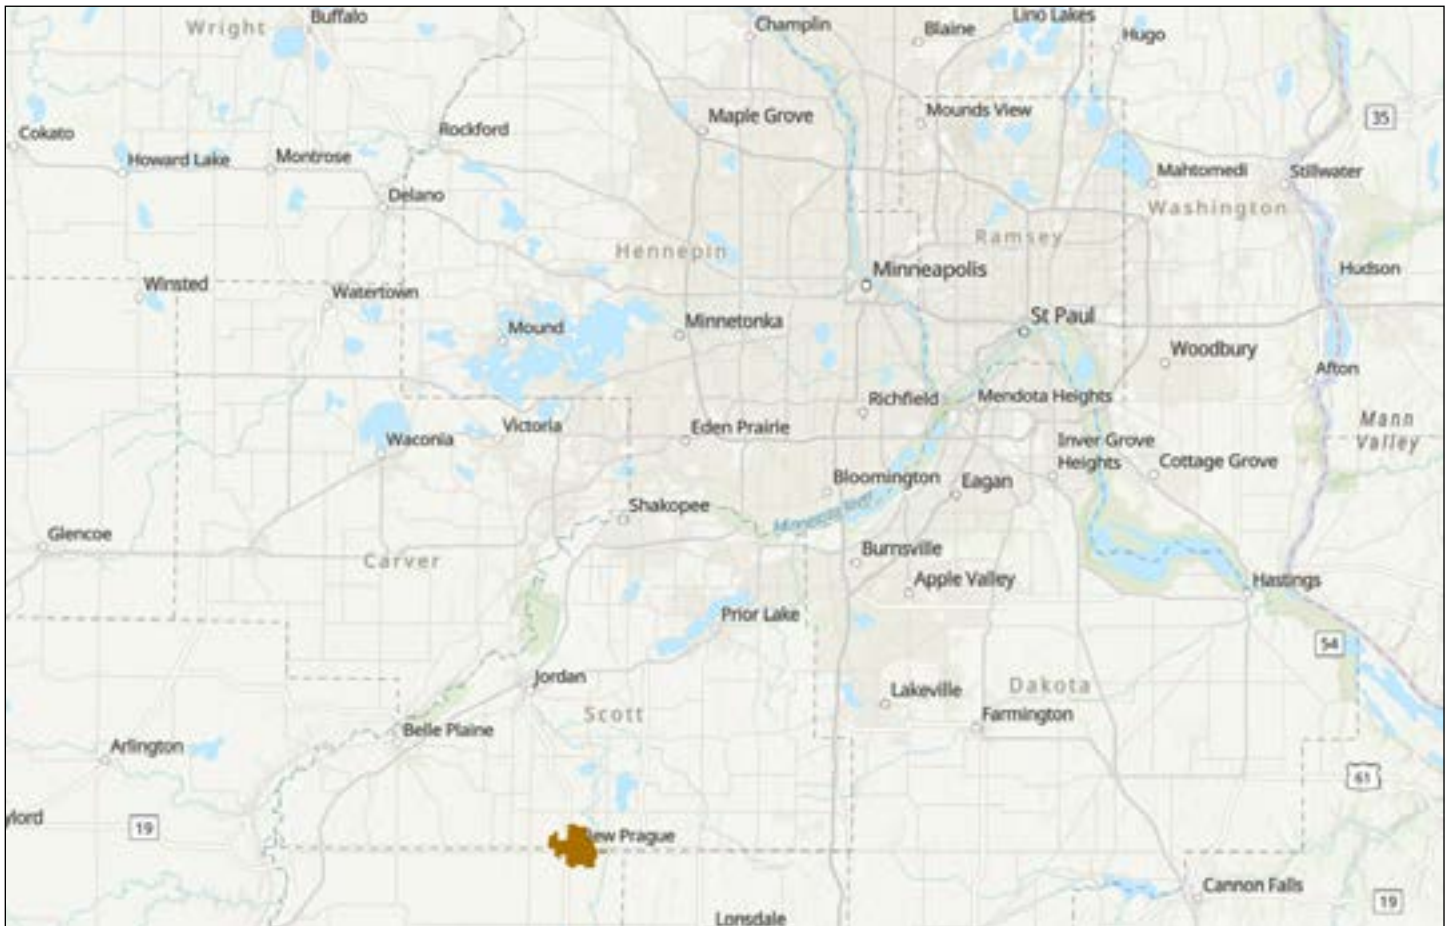 Buffalo
Wright
Champlin
Lino Lakes
Blaine
Hugo
Cokato
Rockford
Maple Grove
Mounds View
35
Howard Lake
Montrose
Mahtomedi
Stillwater
Delano
Washington
Hennepin
Ramsey
Minneapolis
Hudson
Winsted
Watertown
Mound
Minnetonka
St Paul
Woodbury
Afton
Richfield
Mendota Heights
Mann
Valley
Victoria
Eden Prairie
Waconia
Inver Grove
Heights
Cottage Grove
Bloomington
Eagan
Shakopee
Glencoe
Carver
Burnsville
Apple Valley
Hastings
Prior Lake
54
Jordan
Scott
Lakeville
Dakota
Farmington
Belle Plaine
Arlington
61
ylord
19
ew Prague
Cannon Falls
19
Lonsdale